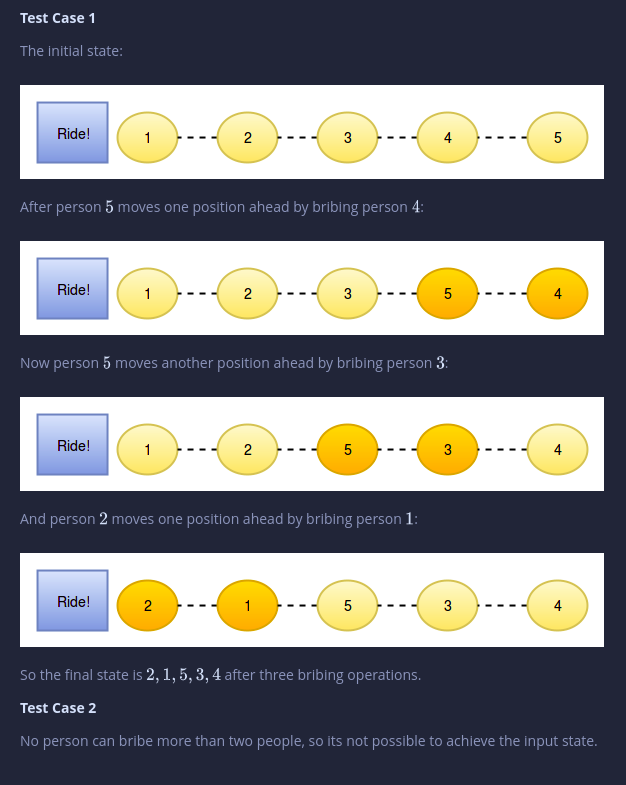 Test Case 1
The initial state:
Ride! 1 2 3 4 5
After person 5 moves one position ahead by bribing person 4:
Ride! 1 2 3 5 4
Now person 5 moves another position ahead by bribing person 3:
Ride! 1 2 5 3 4
And person 2 moves one position ahead by bribing person 1:
Ride! 2 1 5 3 4
So the final state is 2, 1, 5, 3, 4 after three bribing operations.
Test Case 2
No person can bribe more than two people, so its not possible to achieve the input state.